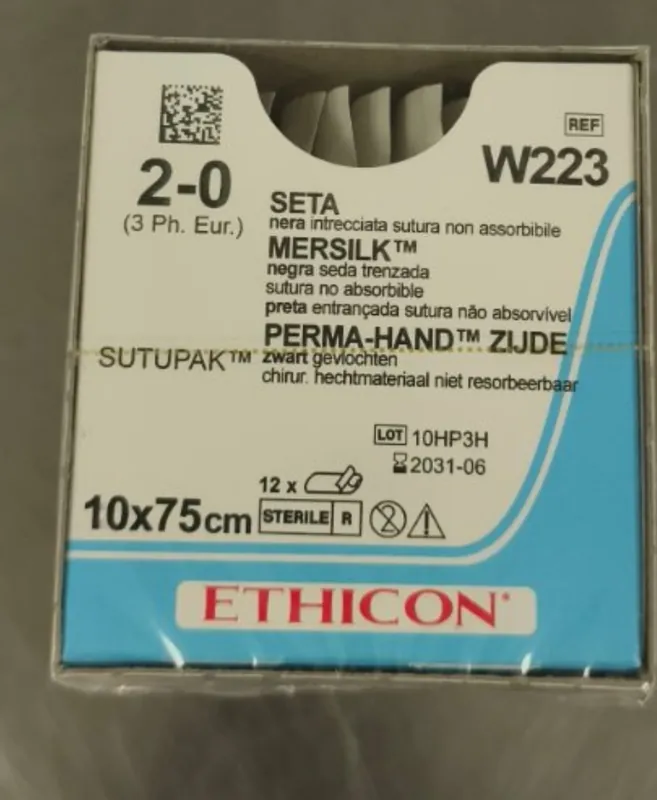 REF
W223
2-0
(3 Ph. Eur.)
SETA
nera intrecciata sutura non assorbibile
MERSILK™
negra seda trenzada
sutura no absorbible
preta entrançada sutura não absorvível
PERMA-HAND™ ZIJDE
SUTUPAK™
zwart gevlochten
chirur. hechtmateriaal niet resorbeerbaar
LOT 10HP3H
2031-06
12 x
10x75cm
STERILE R
2
ETHICON®